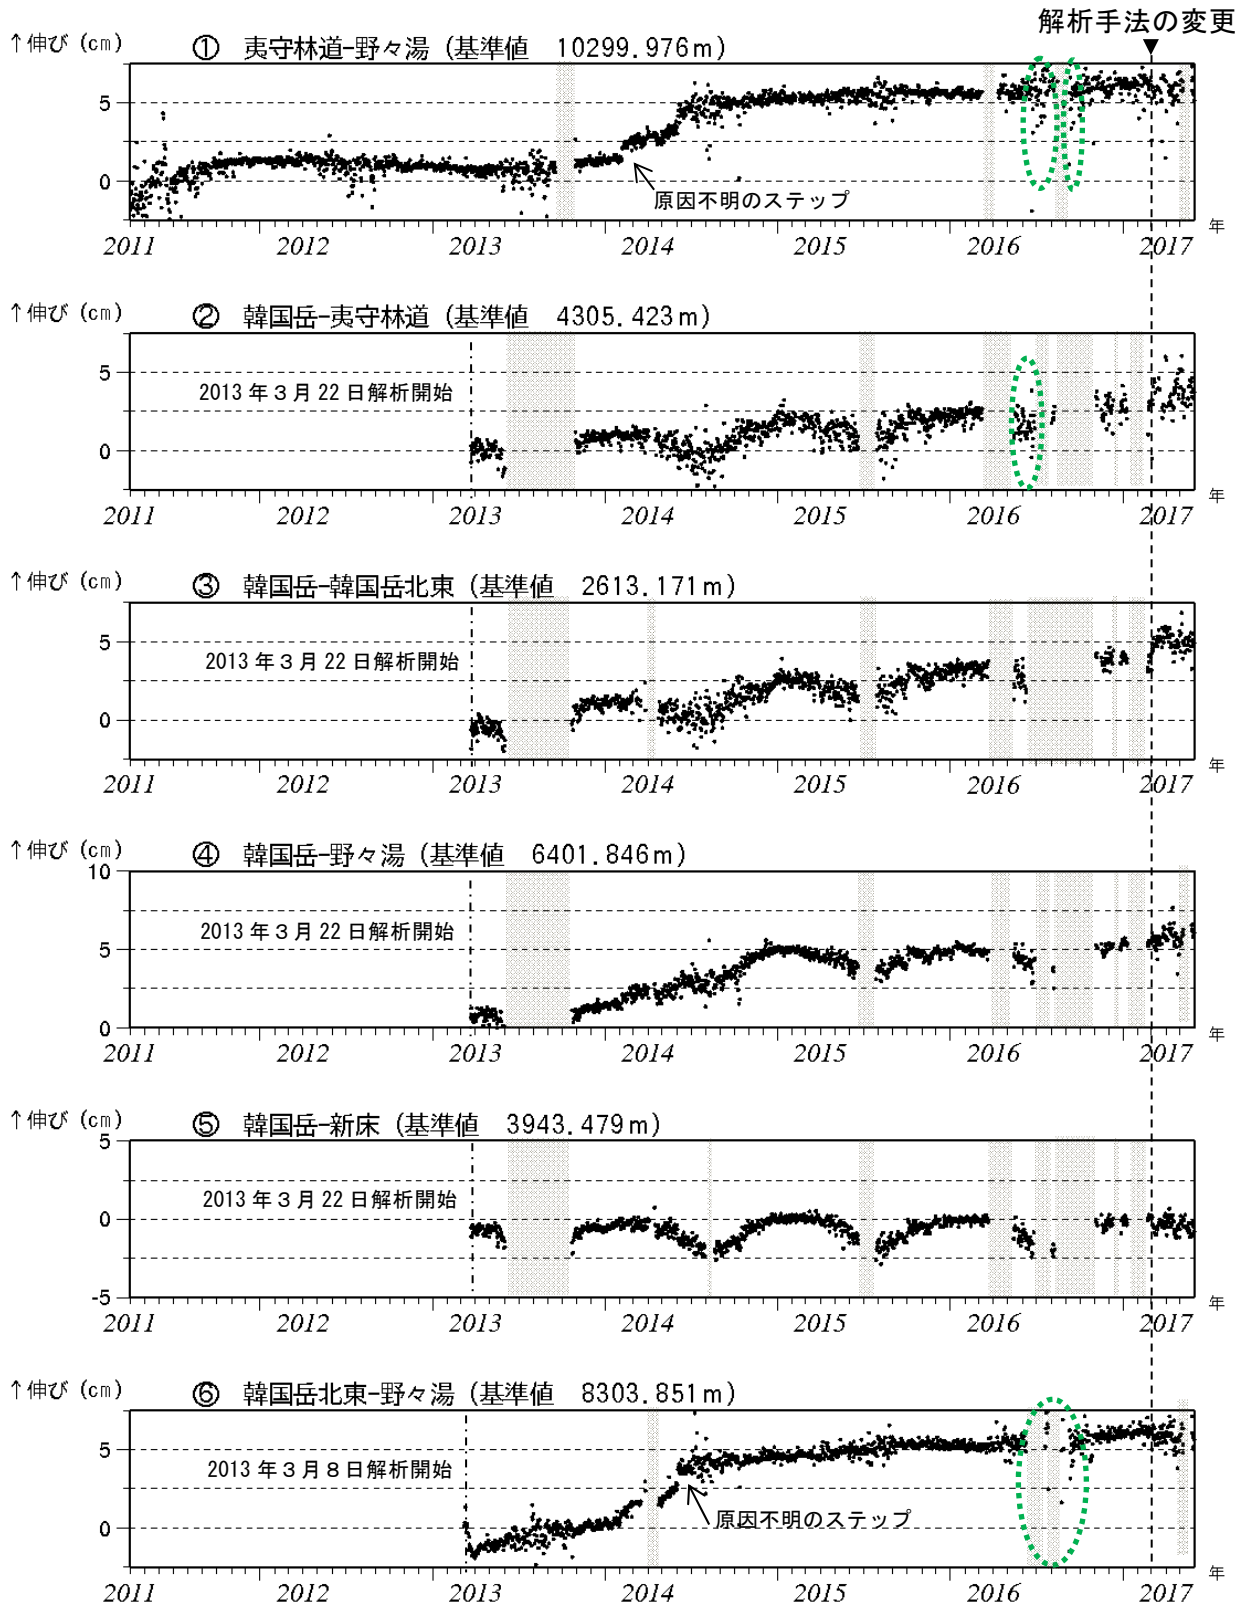 解析手法の変更
↑伸び (cm) ① 夷守林道-野々湯 (基準値 10299.976m)
5
0
原因不明のステップ
2011 2012 2013 2014 2015 2016 2017 年
↑伸び (cm) ② 韓国岳-夷守林道 (基準値 4305.423m)
5
2013年3月22日解析開始
0
2011 2012 2013 2014 2015 2016 2017 年
↑伸び (cm) ③ 韓国岳-韓国岳北東 (基準値 2613.171m)
5
2013年3月22日解析開始
0
2011 2012 2013 2014 2015 2016 2017 年
↑伸び (cm) ④ 韓国岳-野々湯 (基準値 6401.846m)
10
2013年3月22日解析開始
5
0
2011 2012 2013 2014 2015 2016 2017 年
↑伸び (cm) ⑤ 韓国岳-新床 (基準値 3943.479m)
5
2013年3月22日解析開始
0
-5
2011 2012 2013 2014 2015 2016 2017 年
↑伸び (cm) ⑥ 韓国岳北東-野々湯 (基準値 8303.851m)
5
2013年3月8日解析開始
原因不明のステップ
0
2011 2012 2013 2014 2015 2016 2017 年